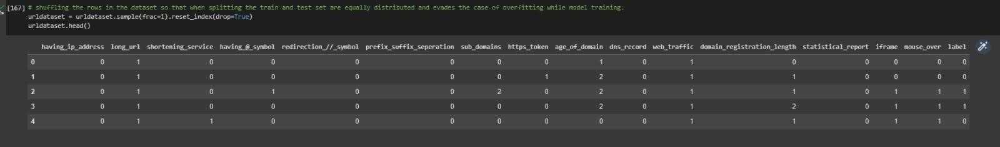 [167] # shuffling the rows in the dataset so that when splitting the train and test set are equally distributed and evades the case of overfitting while model training.
0s urldataset = urldataset.sample(frac=1).reset_index(drop=True)
urldataset.head()
having_ip_address long_url shortening_service having_@_symbol redirection_//_symbol prefix_suffix_seperation sub_domains https_token age_of_domain dns_record web_traffic domain_registration_length statistical_report iframe mouse_over label
0 0 1 0 0 0 0 0 0 1 0 1 0 0 0 0 0
1 0 1 0 0 0 0 0 1 2 0 1 1 0 0 0 0
2 0 1 0 1 0 0 2 0 2 0 1 1 0 1 1 1
3 0 1 0 0 0 0 0 0 2 0 1 2 0 1 1 1
4 0 1 1 0 0 0 0 0 0 0 1 1 0 1 1 0